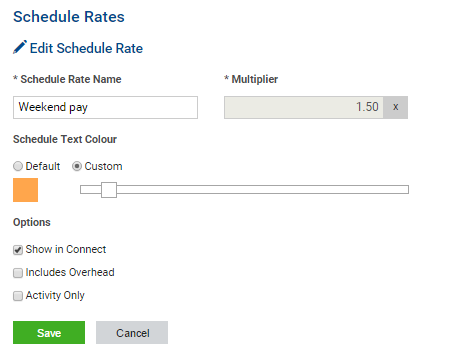 Schedule Rates
Edit Schedule Rate
* Schedule Rate Name * Multiplier
Weekend pay 1.50 x
Schedule Text Colour
Default Custom
Options
Show in Connect
Includes Overhead
Activity Only
Save Cancel